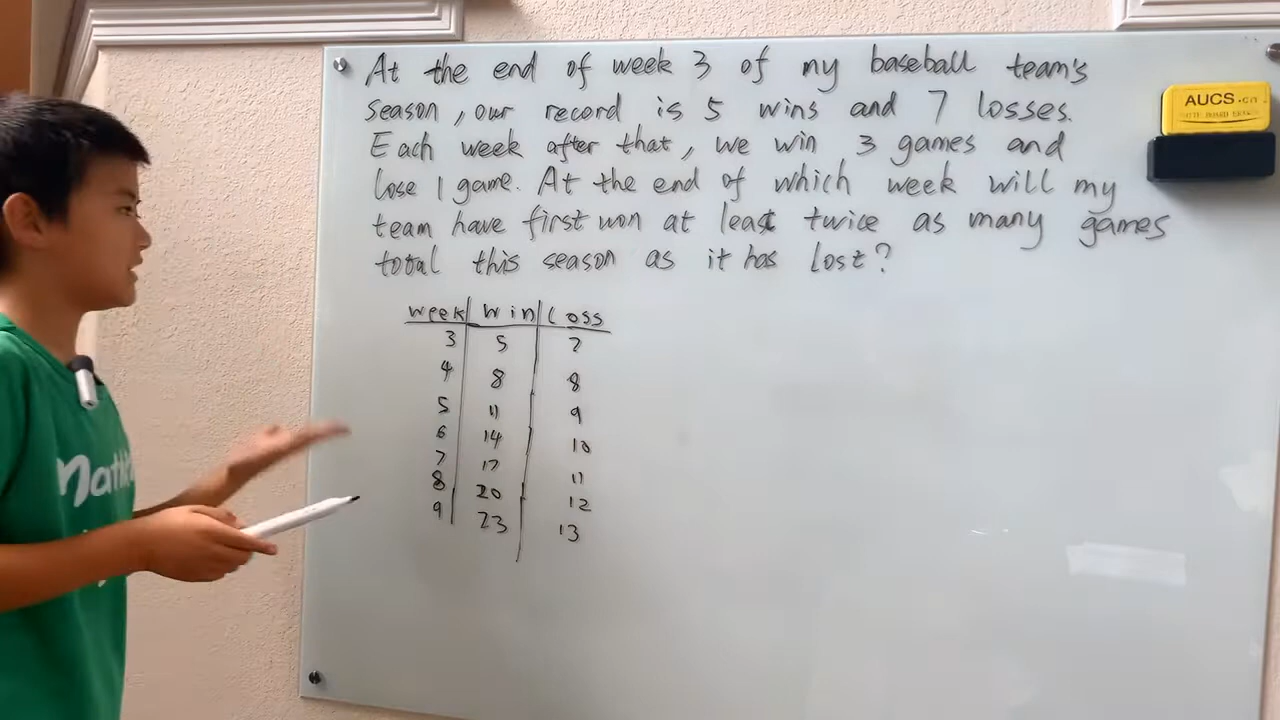 At the end of week 3 of my baseball team's
season, our record is 5 wins and 7 losses.
Each week after that, we win 3 games and
lose 1 game. At the end of which week will my
team have first won at least twice as many games
total this season as it has lost?
AUCS.cn
week Win Loss
3 5 7
4 8 8
5 11 9
6 14 10
7 17 11
8 20 12
9 23 13